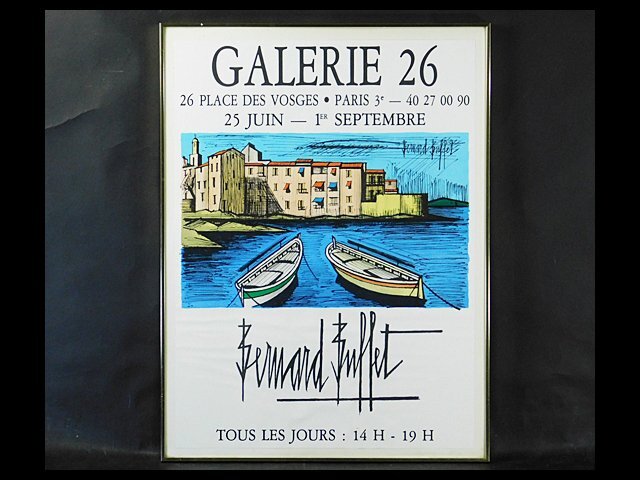 GALERIE 26
26 PLACE DES VOSGES • PARIS 3e — 40 27 00 90
25 JUIN — 1ER SEPTEMBRE
Bernard Buffet
Bernard Buffet
TOUS LES JOURS : 14 H - 19 H